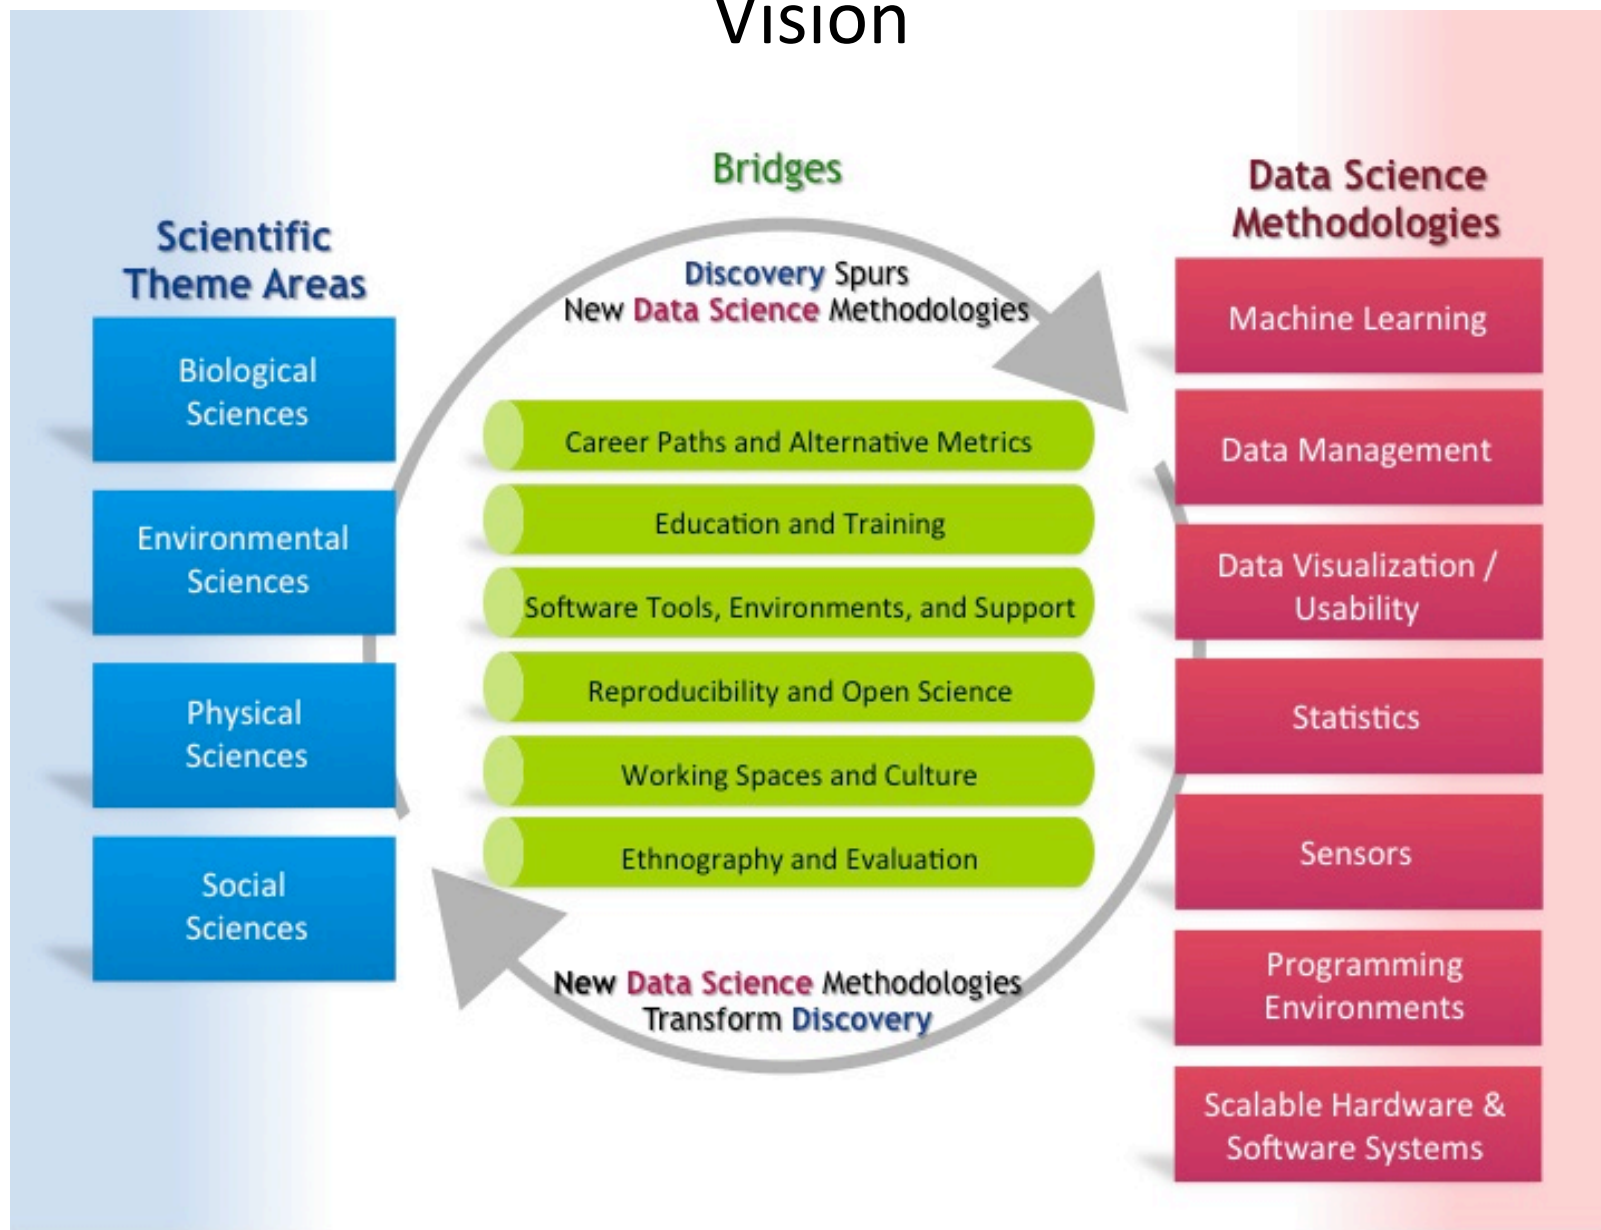 Vision
Bridges
Scientific
Theme Areas
Biological
Sciences
Environmental
Sciences
Physical
Sciences
Social
Sciences
Discovery Spurs
New Data Science Methodologies
Career Paths and Alternative Metrics
Education and Training
Software Tools, Environments, and Support
Reproducibility and Open Science
Working Spaces and Culture
Ethnography and Evaluation
New Data Science Methodologies
Transform Discovery
Data Science
Methodologies
Machine Learning
Data Management
Data Visualization /
Usability
Statistics
Sensors
Programming
Environments
Scalable Hardware &
Software Systems